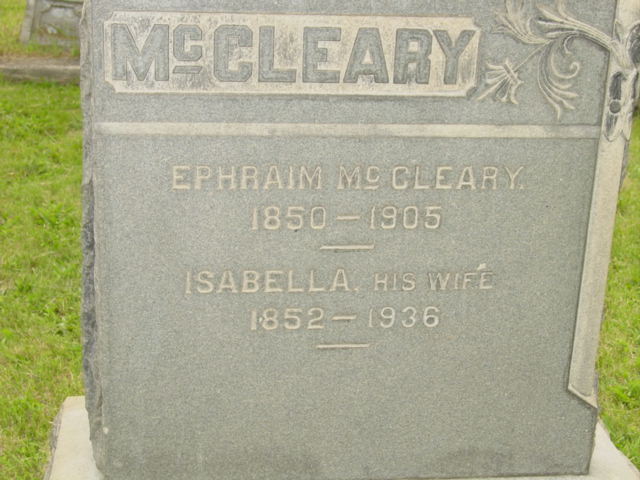 McCLEARY
EPHRAIM McCLEARY.
1850 — 1905
ISABELLA, HIS WIFE
1852 — 1936